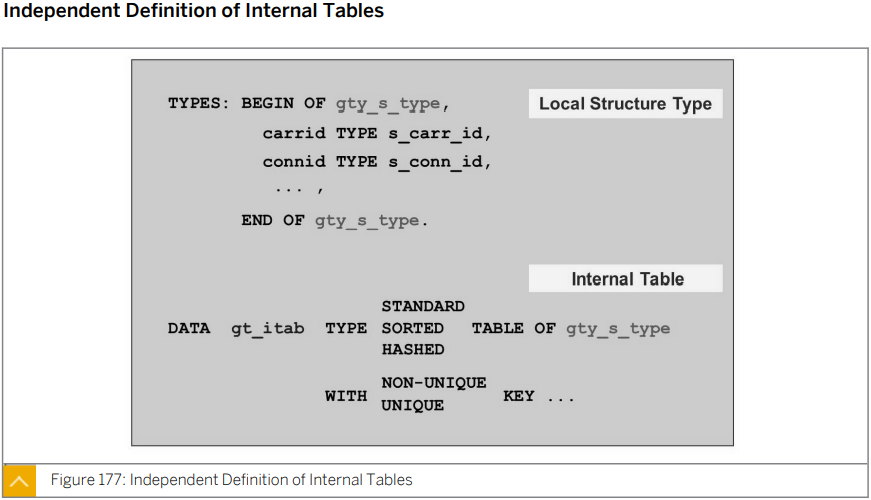 Independent Definition of Internal Tables
TYPES: BEGIN OF gty_s_type,
Local Structure Type
carrid TYPE s_carr_id,
connid TYPE s_conn_id,
... ,
END OF gty_s_type.
Internal Table
STANDARD
DATA gt_itab TYPE SORTED TABLE OF gty_s_type
HASHED
NON-UNIQUE
WITH KEY ...
UNIQUE
Figure 177: Independent Definition of Internal Tables